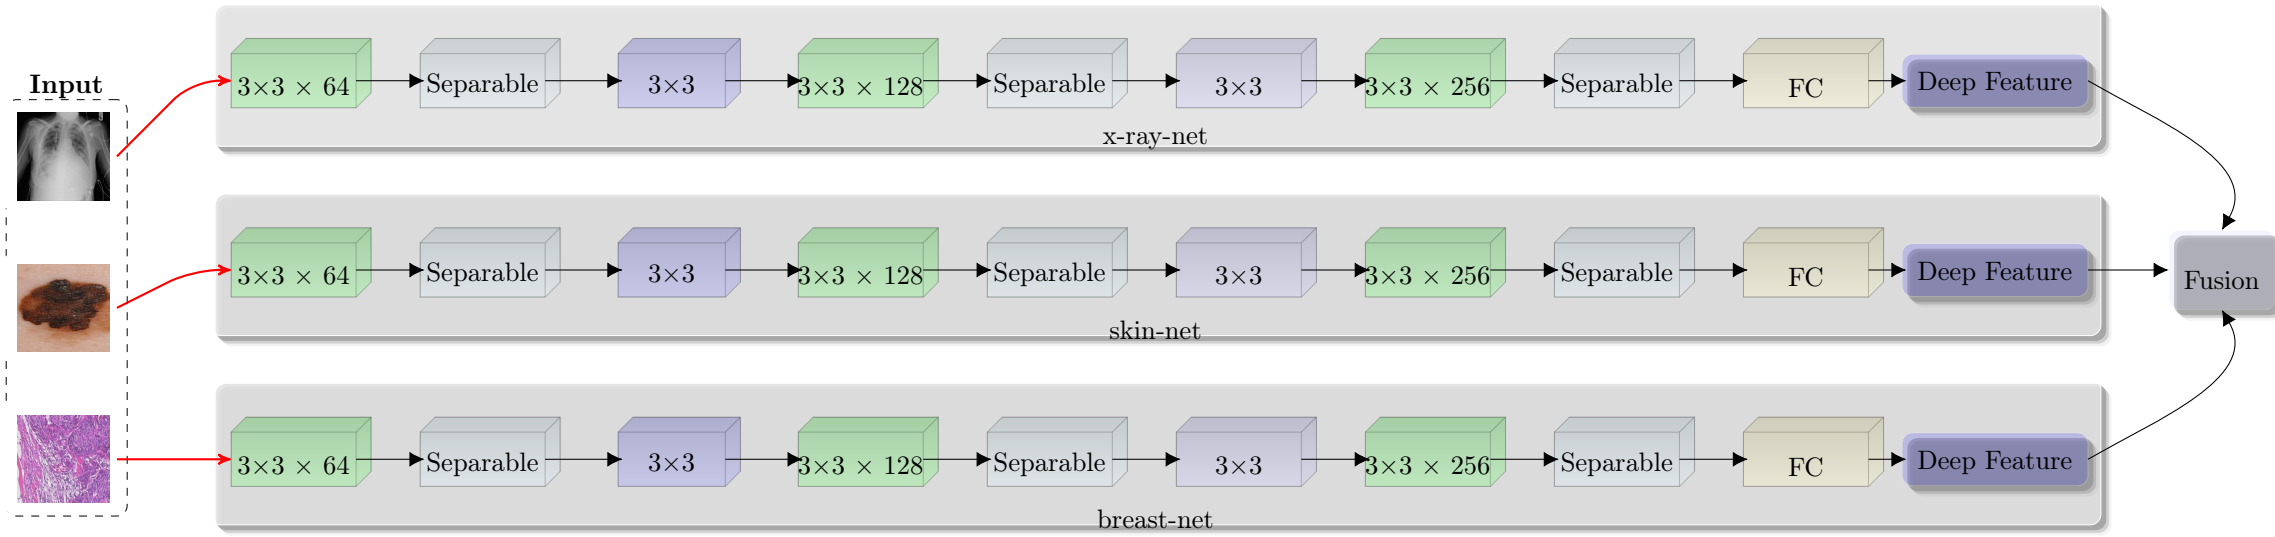 Input
3×3 × 64
Separable
3×3
3×3 × 128
Separable
3×3
3×3 × 256
Separable
FC
Deep Feature
x-ray-net
3×3 × 64
Separable
3×3
3×3 × 128
Separable
3×3
3×3 × 256
Separable
FC
Deep Feature
skin-net
3×3 × 64
Separable
3×3
3×3 × 128
Separable
3×3
3×3 × 256
Separable
FC
Deep Feature
breast-net
Fusion